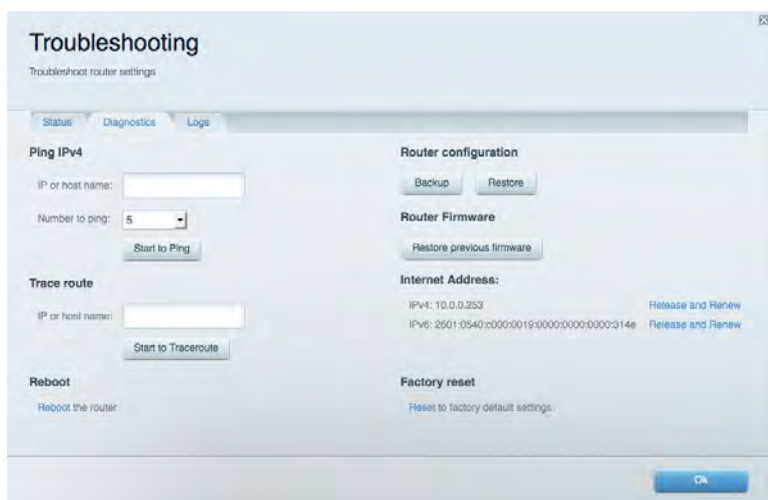 Troubleshooting
Troubleshoot router settings
Status Diagnostics Logs
Ping IPv4
IP or host name:
Number to ping: 5
Start to Ping
Trace route
IP or host name:
Start to Traceroute
Reboot
Reboot the router
Router configuration
Backup Restore
Router Firmware
Restore previous firmware
Internet Address:
IPv4: 10.0.0.253 Release and Renew
IPv6: 2601:0540:c000:0019:0000:0000:0000:314e Release and Renew
Factory reset
Reset to factory default settings.
Ok